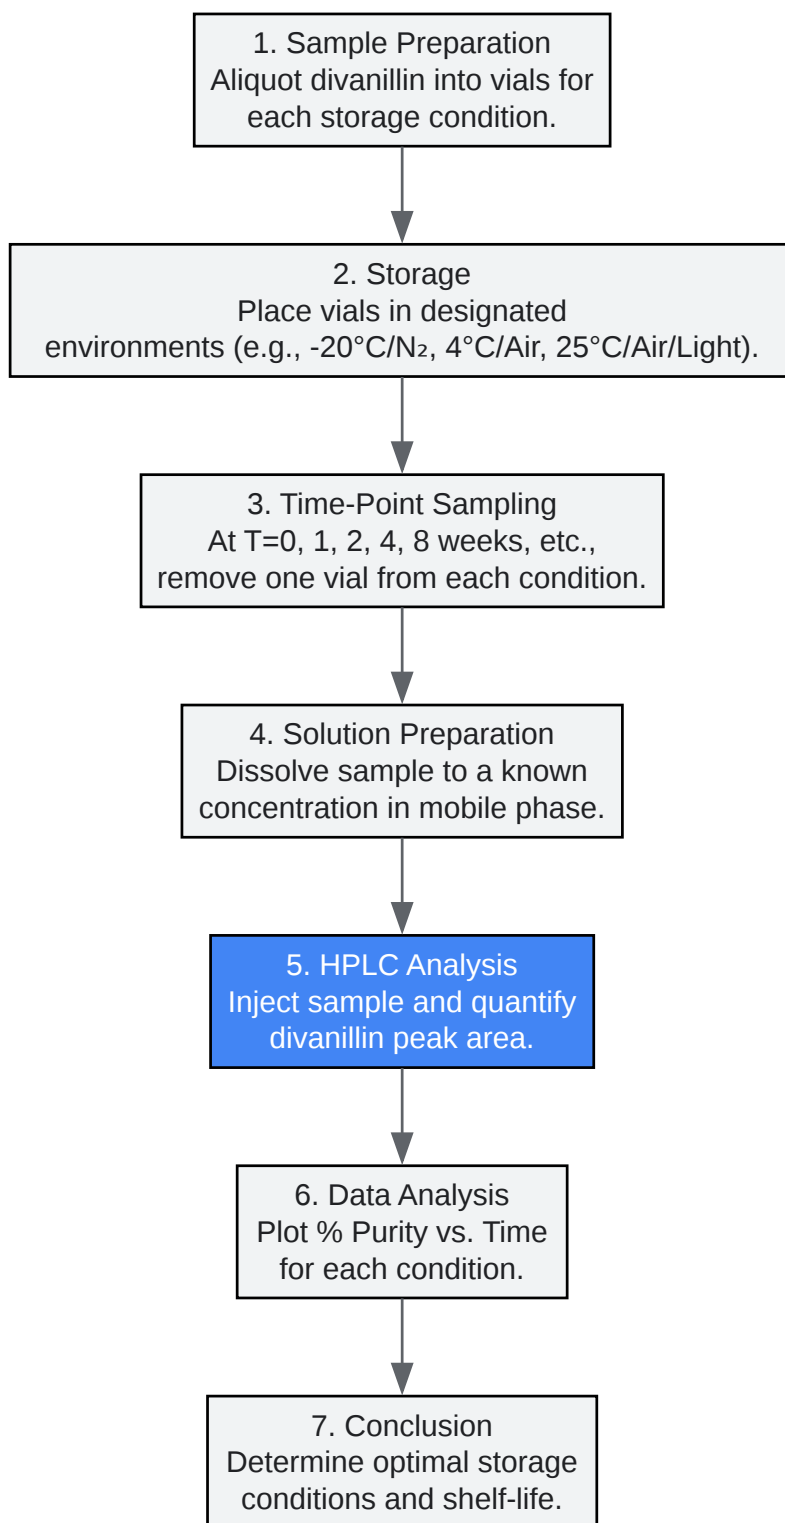 1. Sample Preparation
Aliquot divanillin into vials for
each storage condition.
2. Storage
Place vials in designated
environments (e.g., -20°C/N₂, 4°C/Air, 25°C/Air/Light).
3. Time-Point Sampling
At T=0, 1, 2, 4, 8 weeks, etc.,
remove one vial from each condition.
4. Solution Preparation
Dissolve sample to a known
concentration in mobile phase.
5. HPLC Analysis
Inject sample and quantify
divanillin peak area.
6. Data Analysis
Plot % Purity vs. Time
for each condition.
7. Conclusion
Determine optimal storage
conditions and shelf-life.